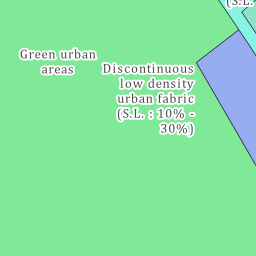 (S.L.
Green urban
areas
Discontinuous
low density
urban fabric
(S.L. : 10% -
30%)